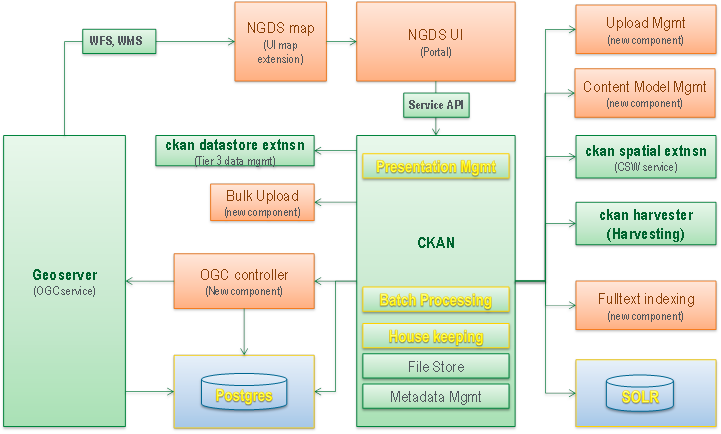 WFS, WMS
NGDS map
(UI map
extension)
NGDS UI
(Portal)
Upload Mgmt
(new component)
Content Model Mgmt
(new component)
Service API
ckan datastore extnsn
(Tier 3 data mgmt)
Presentation Mgmt
ckan spatial extnsn
(CSW service)
Bulk Upload
(new component)
CKAN
ckan harvester
(Harvesting)
Geoserver
(OGC service)
OGC controller
(New component)
Batch Processing
Fulltext indexing
(new component)
House keeping
File Store
Metadata Mgmt
Postgres
SOLR